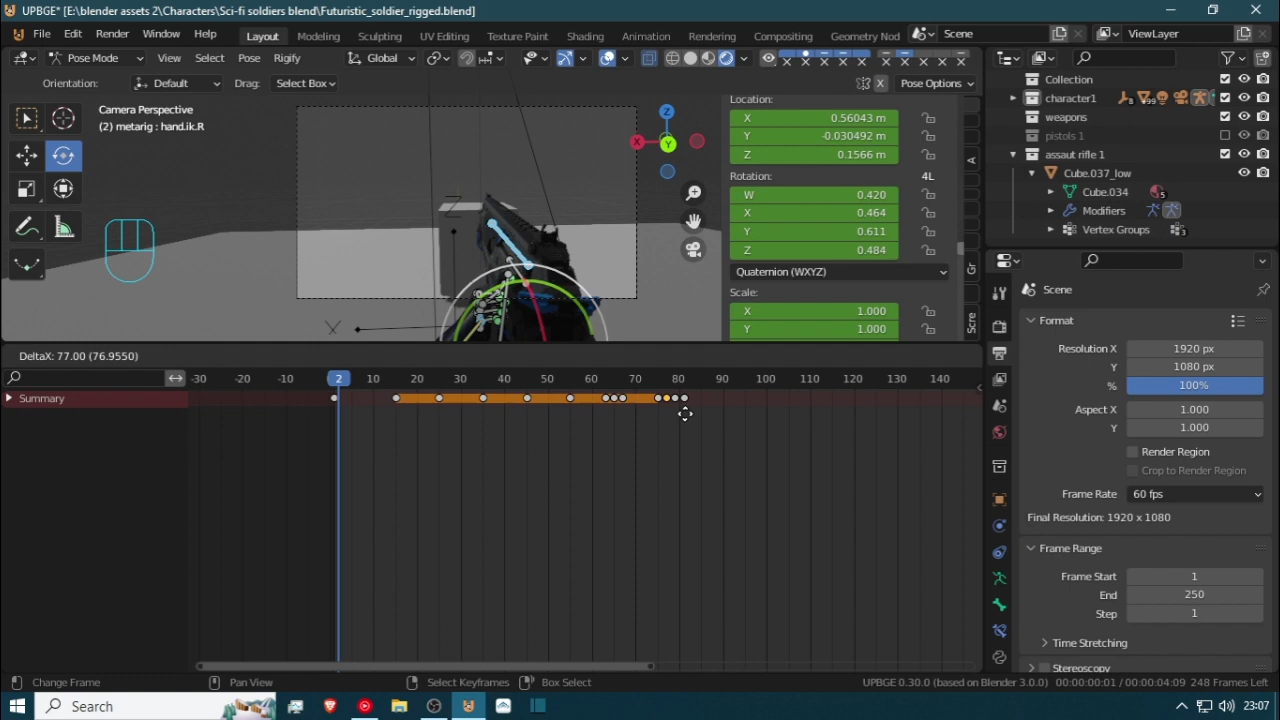 UPBGE* [E:\blender assets 2\Characters\Sci-fi soldiers blend\Futuristic_soldier_rigged.blend]
File Edit Render Window Help Layout Modeling Sculpting UV Editing Texture Paint Shading Animation Rendering Compositing Geometry Nod Scene ViewLayer
Pose Mode View Select Pose Rigify Global
Orientation: Default Drag: Select Box X Pose Options
Camera Perspective
(2) metarig : hand.ik.R
Z
X
X
Y
Z
Location:
X 0.56043 m
Y -0.030492 m
Z 0.1566 m
Rotation: 4L
W 0.420
X 0.464
Y 0.611
Z 0.484
Quaternion (WXYZ)
Scale:
X 1.000
Y 1.000
A
Gr
Scre
Collection
character1 8 99
weapons
pistols 1
assaut rifle 1
Cube.037_low
Cube.034 5
Modifiers
Vertex Groups
Scene
Format
Resolution X 1920 px
Y 1080 px
% 100%
Aspect X 1.000
Y 1.000
Render Region
Crop to Render Region
Frame Rate 60 fps
Final Resolution: 1920 x 1080
Frame Range
Frame Start 1
End 250
Step 1
Time Stretching
Stereoscopy
DeltaX: 77.00 (76.9550)
-30 -20 -10 2 10 20 30 40 50 60 70 80 90 100 110 120 130 140
Summary
Change Frame Pan View Select Keyframes Box Select UPBGE 0.30.0 (based on Blender 3.0.0) 00:00:00:01 / 00:00:04:09 248 Frames Left
Search 23:07